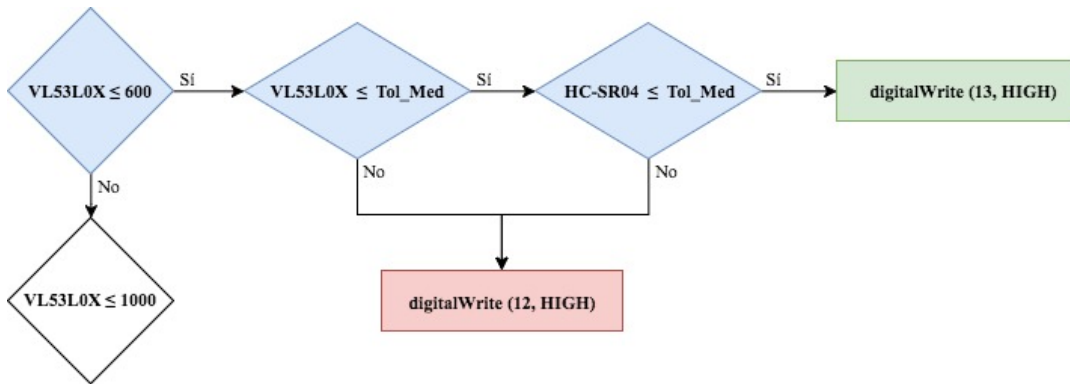 VL53L0X ≤ 600
Sí
VL53L0X ≤ Tol_Med
Sí
HC-SR04 ≤ Tol_Med
Sí
digitalWrite (13, HIGH)
No
No
No
VL53L0X ≤ 1000
digitalWrite (12, HIGH)